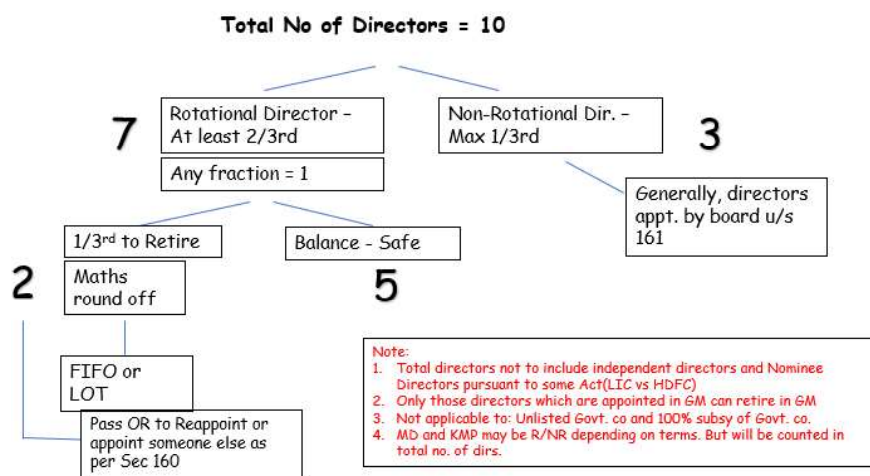 Total No of Directors = 10
7
Rotational Director –
At least 2/3rd
Any fraction = 1
Non-Rotational Dir. –
Max 1/3rd
3
Generally, directors
appt. by board u/s
161
1/3rd to Retire
Balance - Safe
2
Maths
round off
5
FIFO or
LOT
Pass OR to Reappoint or
appoint someone else as
per Sec 160
Note:
1. Total directors not to include independent directors and Nominee
Directors pursuant to some Act(LIC vs HDFC)
2. Only those directors which are appointed in GM can retire in GM
3. Not applicable to: Unlisted Govt. co and 100% subsy of Govt. co.
4. MD and KMP may be R/NR depending on terms. But will be counted in
total no. of dirs.